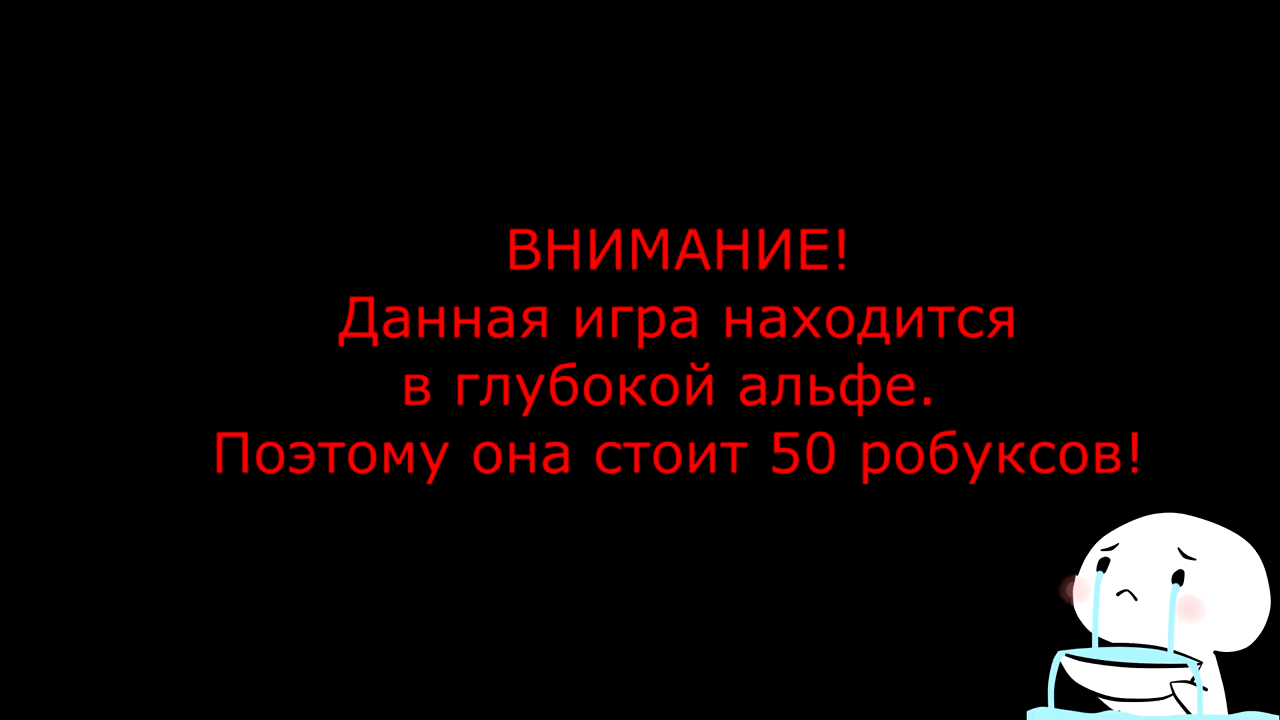 ВНИМАНИЕ!
Данная игра находится
в глубокой альфе.
Поэтому она стоит 50 робуксов!